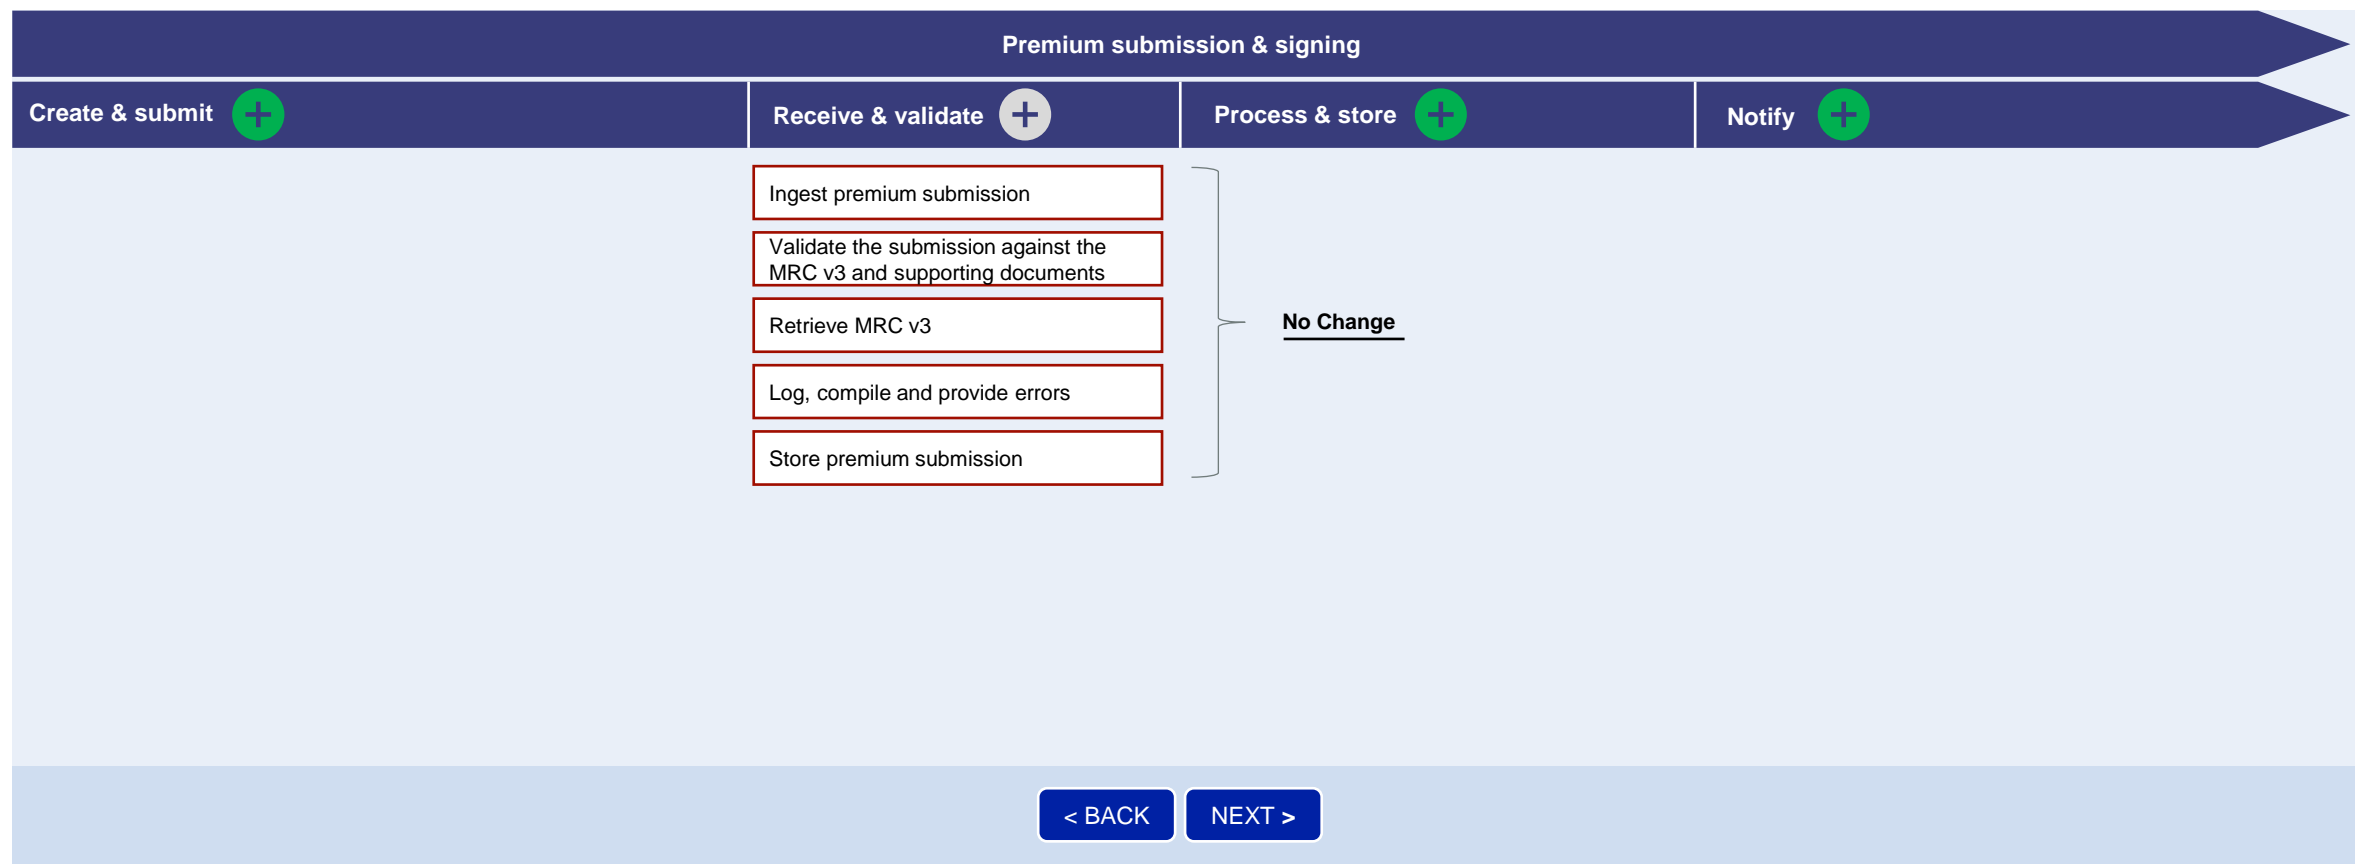 Premium submission & signing
Create & submit
Receive & validate
Process & store
Notify
Ingest premium submission
Validate the submission against the
MRC v3 and supporting documents
Retrieve MRC v3
Log, compile and provide errors
Store premium submission
No Change
< BACK
NEXT >